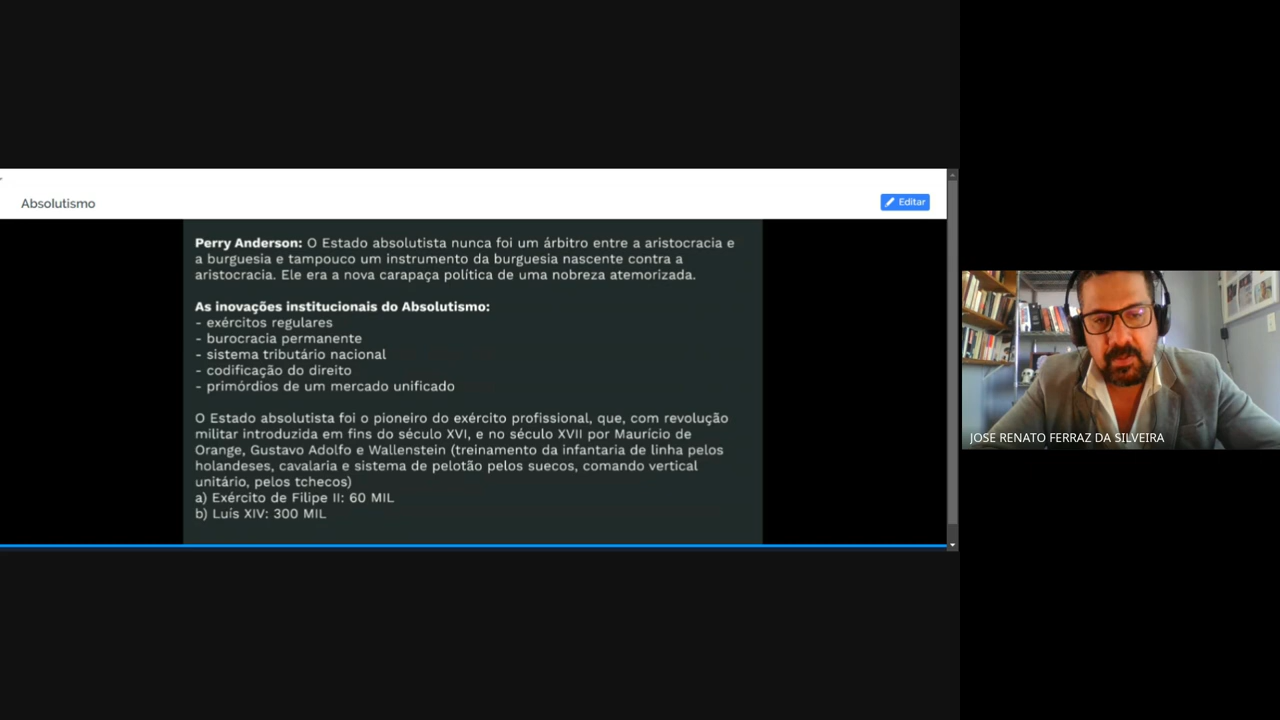 Absolutismo
Editar
Perry Anderson: O Estado absolutista nunca foi um árbitro entre a aristocracia e
a burguesia e tampouco um instrumento da burguesia nascente contra a
aristocracia. Ele era a nova carapaça política de uma nobreza atemorizada.
As inovações institucionais do Absolutismo:
- exércitos regulares
- burocracia permanente
- sistema tributário nacional
- codificação do direito
- primórdios de um mercado unificado
O Estado absolutista foi o pioneiro do exército profissional, que, com revolução
militar introduzida em fins do século XVI, e no século XVII por Maurício de
Orange, Gustavo Adolfo e Wallenstein (treinamento da infantaria de linha pelos
holandeses, cavalaria e sistema de pelotão pelos suecos, comando vertical
unitário, pelos tchecos)
a) Exército de Filipe II: 60 MIL
b) Luís XIV: 300 MIL
JOSE RENATO FERRAZ DA SILVEIRA